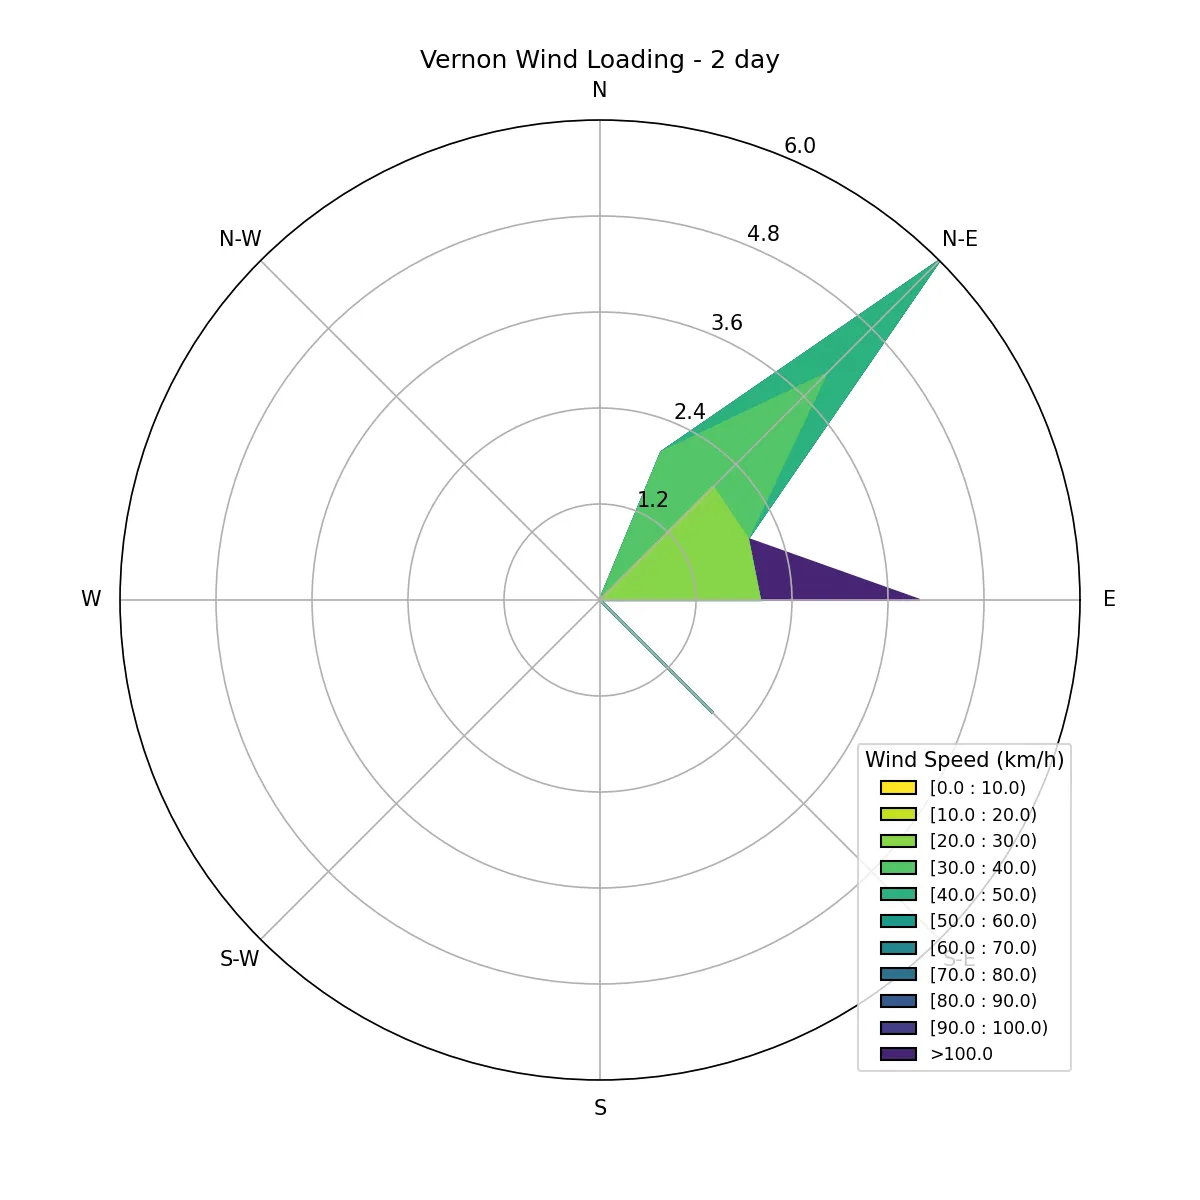 Vernon Wind Loading - 2 day
N
6.0
4.8
N-W
N-E
3.6
2.4
1.2
W
E
Wind Speed (km/h)
[0.0 : 10.0)
[10.0 : 20.0)
[20.0 : 30.0)
[30.0 : 40.0)
[40.0 : 50.0)
[50.0 : 60.0)
[60.0 : 70.0)
S-W
S-E
[70.0 : 80.0)
[80.0 : 90.0)
[90.0 : 100.0)
>100.0
S